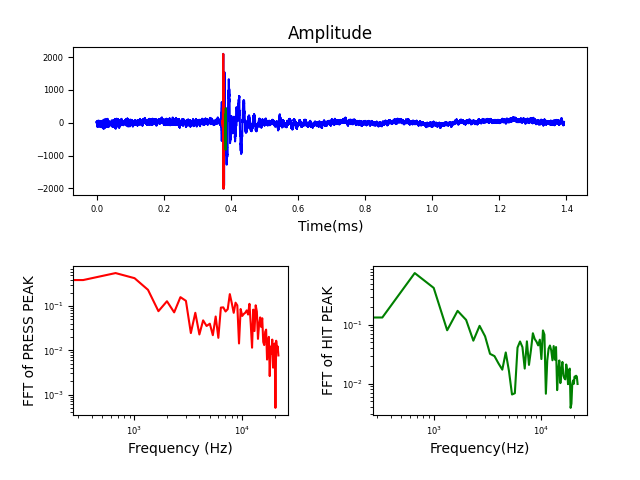 Amplitude
2000
1000
0
−1000
−2000
0.0 0.2 0.4 0.6 0.8 1.0 1.2 1.4
Time(ms)
FFT of PRESS PEAK
10⁻¹
10⁻²
10⁻³
10³ 10⁴
Frequency (Hz)
FFT of HIT PEAK
10⁻¹
10⁻²
10³ 10⁴
Frequency(Hz)